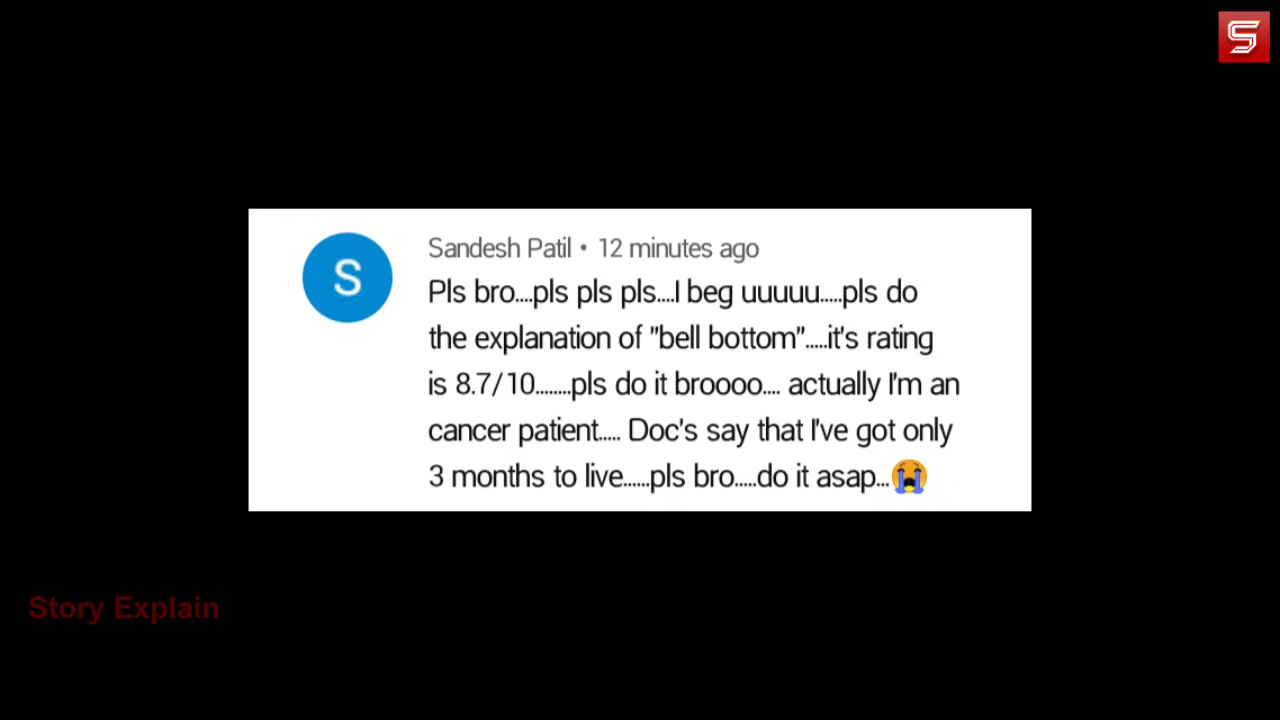 S
S
Sandesh Patil • 12 minutes ago
Pls bro....pls pls pls....I beg uuuuu.....pls do
the explanation of "bell bottom".....it's rating
is 8.7/10........pls do it broooo.... actually I'm an
cancer patient..... Doc's say that I've got only
3 months to live......pls bro.....do it asap...😭
Story Explain